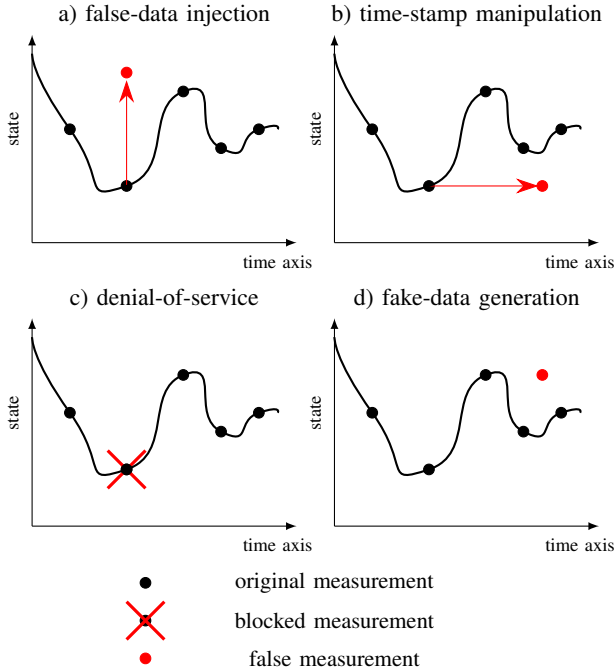 a) false-data injection
b) time-stamp manipulation
state
state
time axis
time axis
c) denial-of-service
d) fake-data generation
state
state
time axis
time axis
original measurement
blocked measurement
false measurement